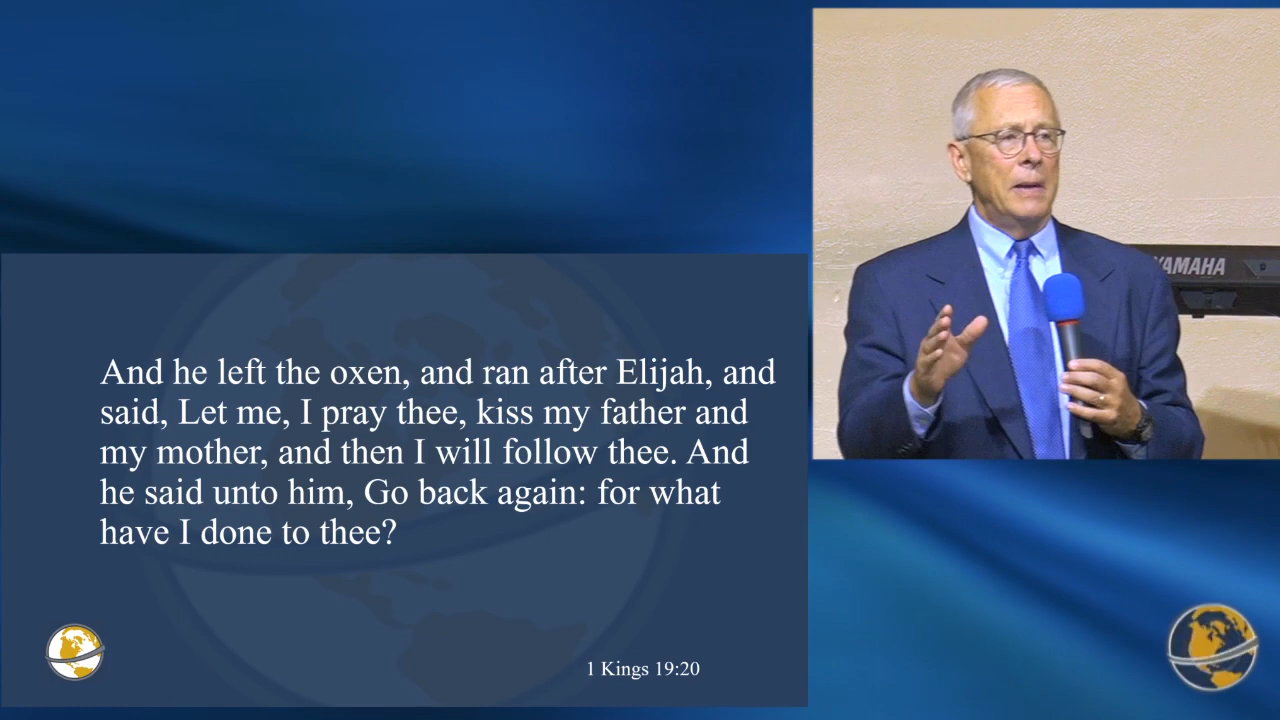 And he left the oxen, and ran after Elijah, and
said, Let me, I pray thee, kiss my father and
my mother, and then I will follow thee. And
he said unto him, Go back again: for what
have I done to thee?
1 Kings 19:20
YAMAHA